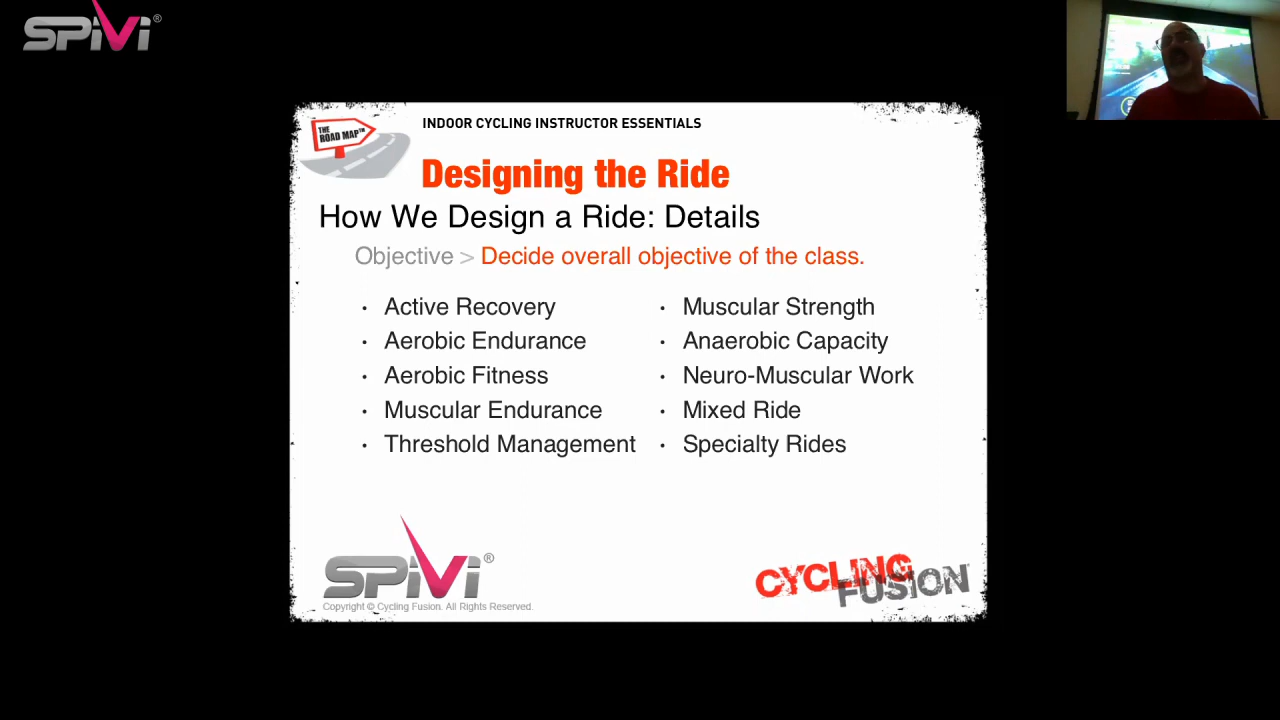 SPiVi®
THE
ROAD MAP™
INDOOR CYCLING INSTRUCTOR ESSENTIALS
Designing the Ride
How We Design a Ride: Details
Objective > Decide overall objective of the class.
· Active Recovery
· Aerobic Endurance
· Aerobic Fitness
· Muscular Endurance
· Threshold Management
· Muscular Strength
· Anaerobic Capacity
· Neuro-Muscular Work
· Mixed Ride
· Specialty Rides
SPiVi®
Copyright © Cycling Fusion. All Rights Reserved.
CYCLING
FUSION